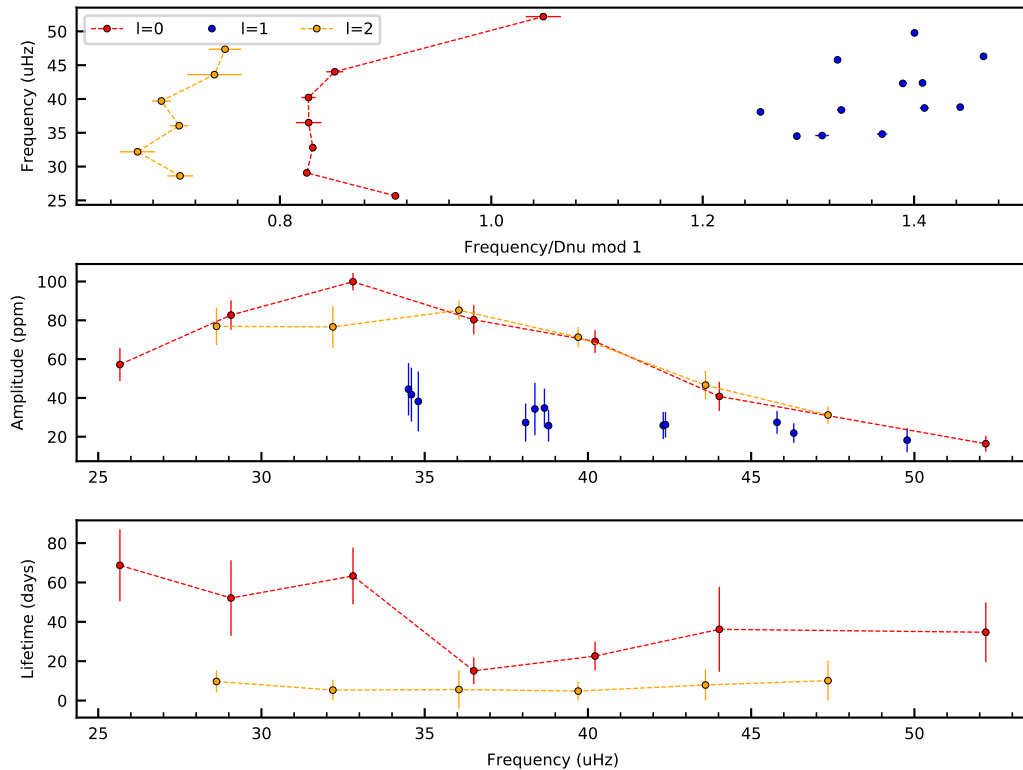 l=0 l=1 l=2
Frequency (uHz)
50
45
40
35
30
25
0.8 1.0 1.2 1.4
Frequency/Dnu mod 1
Amplitude (ppm)
100
80
60
40
20
25 30 35 40 45 50
Lifetime (days)
80
60
40
20
0
25 30 35 40 45 50
Frequency (uHz)